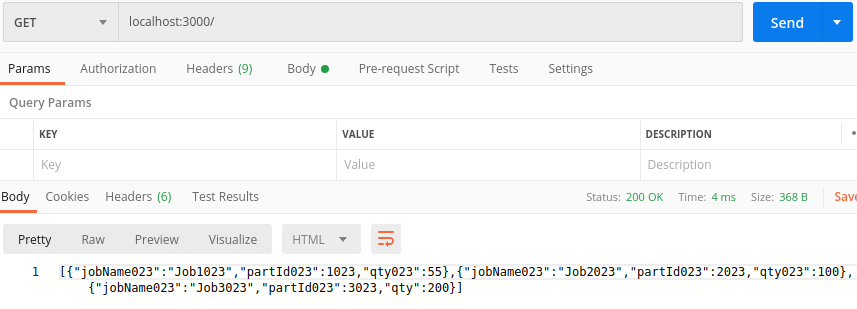 GET localhost:3000/ Send
Params Authorization Headers (9) Body Pre-request Script Tests Settings
Query Params
KEY VALUE DESCRIPTION
Key Value Description
Body Cookies Headers (6) Test Results Status: 200 OK Time: 4 ms Size: 368 B Save
Pretty Raw Preview Visualize HTML
1 [{"jobName023":"Job1023","partId023":1023,"qty023":55},{"jobName023":"Job2023","partId023":2023,"qty023":100},
{"jobName023":"Job3023","partId023":3023,"qty":200}]